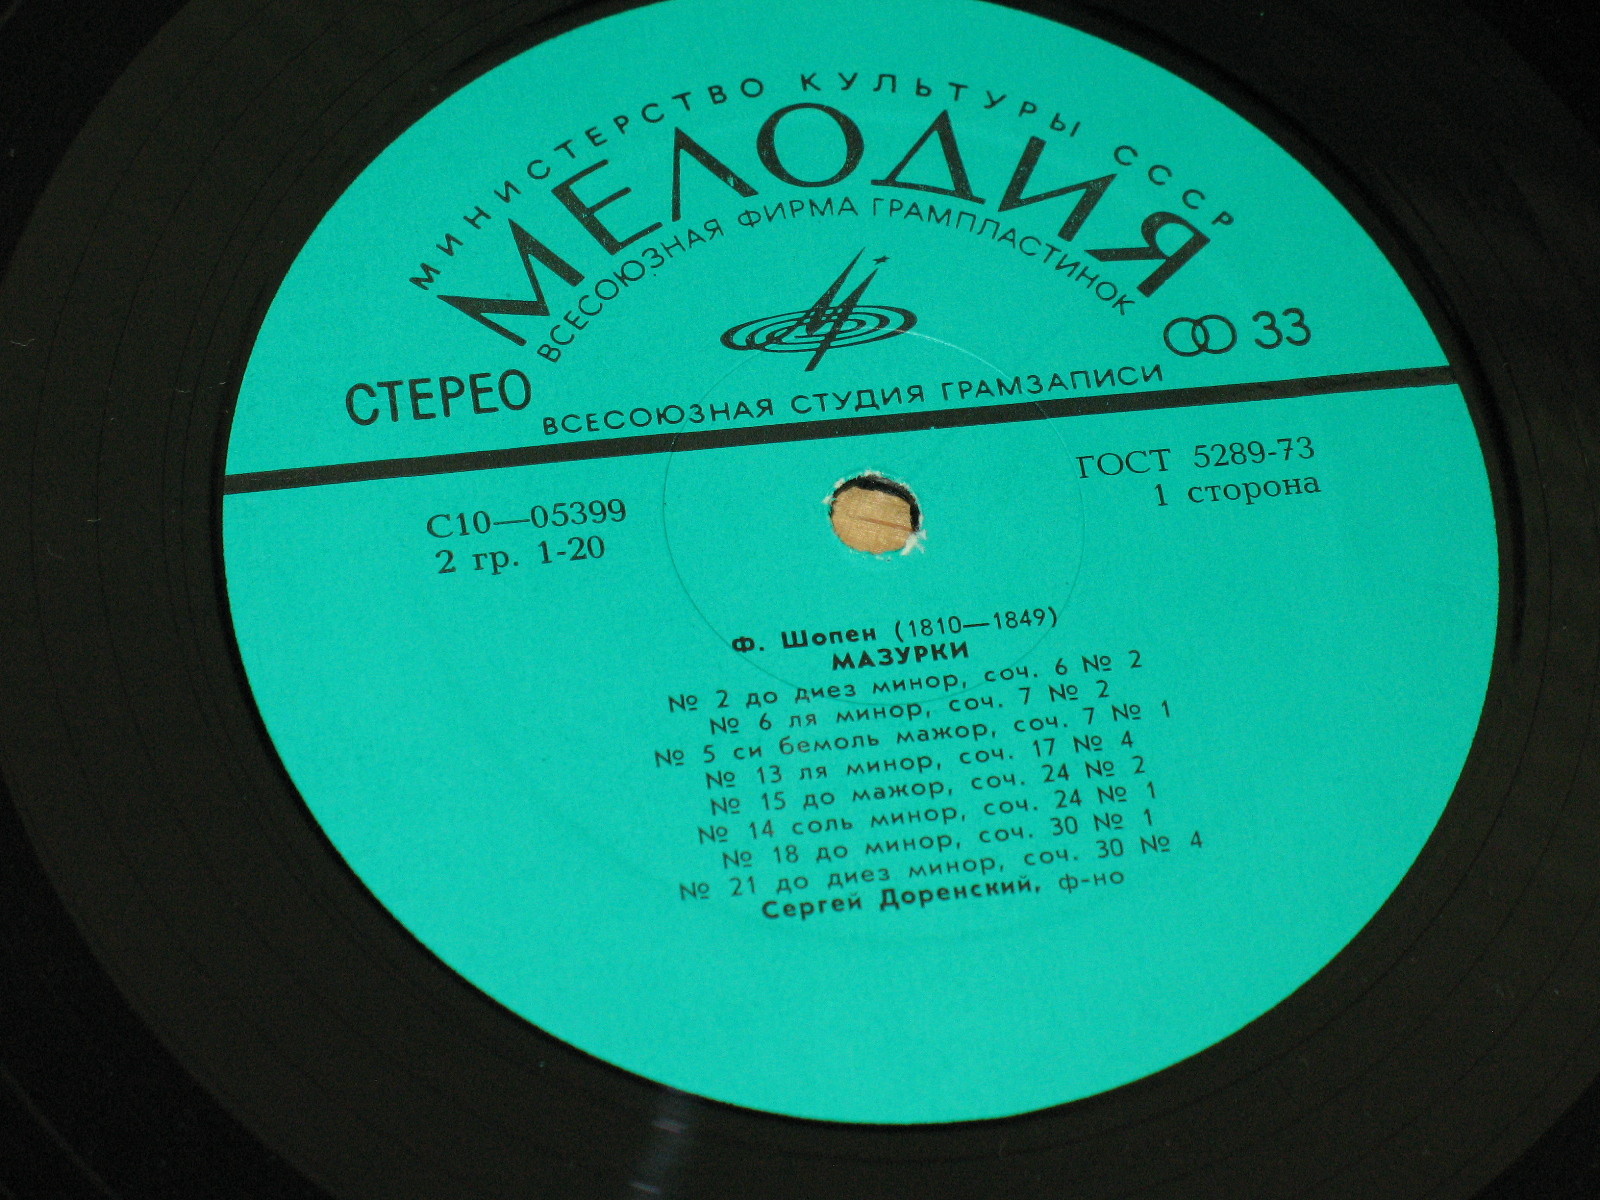 МИНИСТЕРСТВО КУЛЬТУРЫ СССР
МЕЛОДИЯ
ВСЕСОЮЗНАЯ ФИРМА ГРАМПЛАСТИНОК
СТЕРЕО
33
ВСЕСОЮЗНАЯ СТУДИЯ ГРАМЗАПИСИ
С10—05399
2 гр. 1-20
ГОСТ 5289-73
1 сторона
Ф. Шопен (1810—1849)
МАЗУРКИ
№ 2 до диез минор, соч. 6 № 2
№ 6 ля минор, соч. 7 № 2
№ 5 си бемоль мажор, соч. 7 № 1
№ 13 ля минор, соч. 17 № 4
№ 15 до мажор, соч. 24 № 2
№ 14 соль минор, соч. 24 № 1
№ 18 до минор, соч. 30 № 1
№ 21 до диез минор, соч. 30 № 4
Сергей Доренский, ф-но